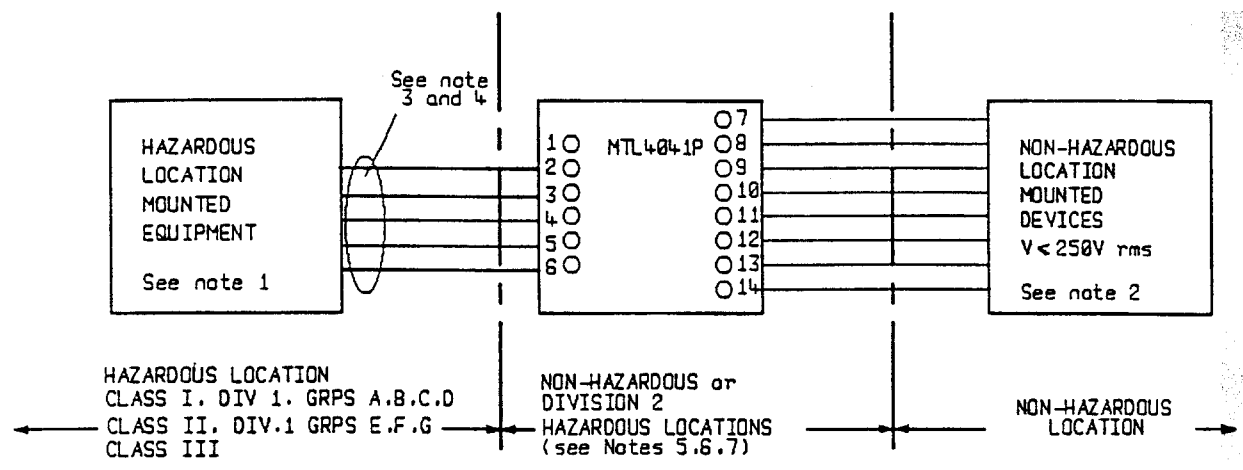 See note
3 and 4
HAZARDOUS
LOCATION
MOUNTED
EQUIPMENT
See note 1
1
2
3
4
5
6
MTL4041P
7
8
9
10
11
12
13
14
NON-HAZARDOUS
LOCATION
MOUNTED
DEVICES
V<250V rms
See note 2
HAZARDOUS LOCATION
CLASS I. DIV 1. GRPS A.B.C.D
CLASS II. DIV.1 GRPS E.F.G
CLASS III
NON-HAZARDOUS or
DIVISION 2
HAZARDOUS LOCATIONS
(see Notes 5.6.7)
NON-HAZARDOUS
LOCATION